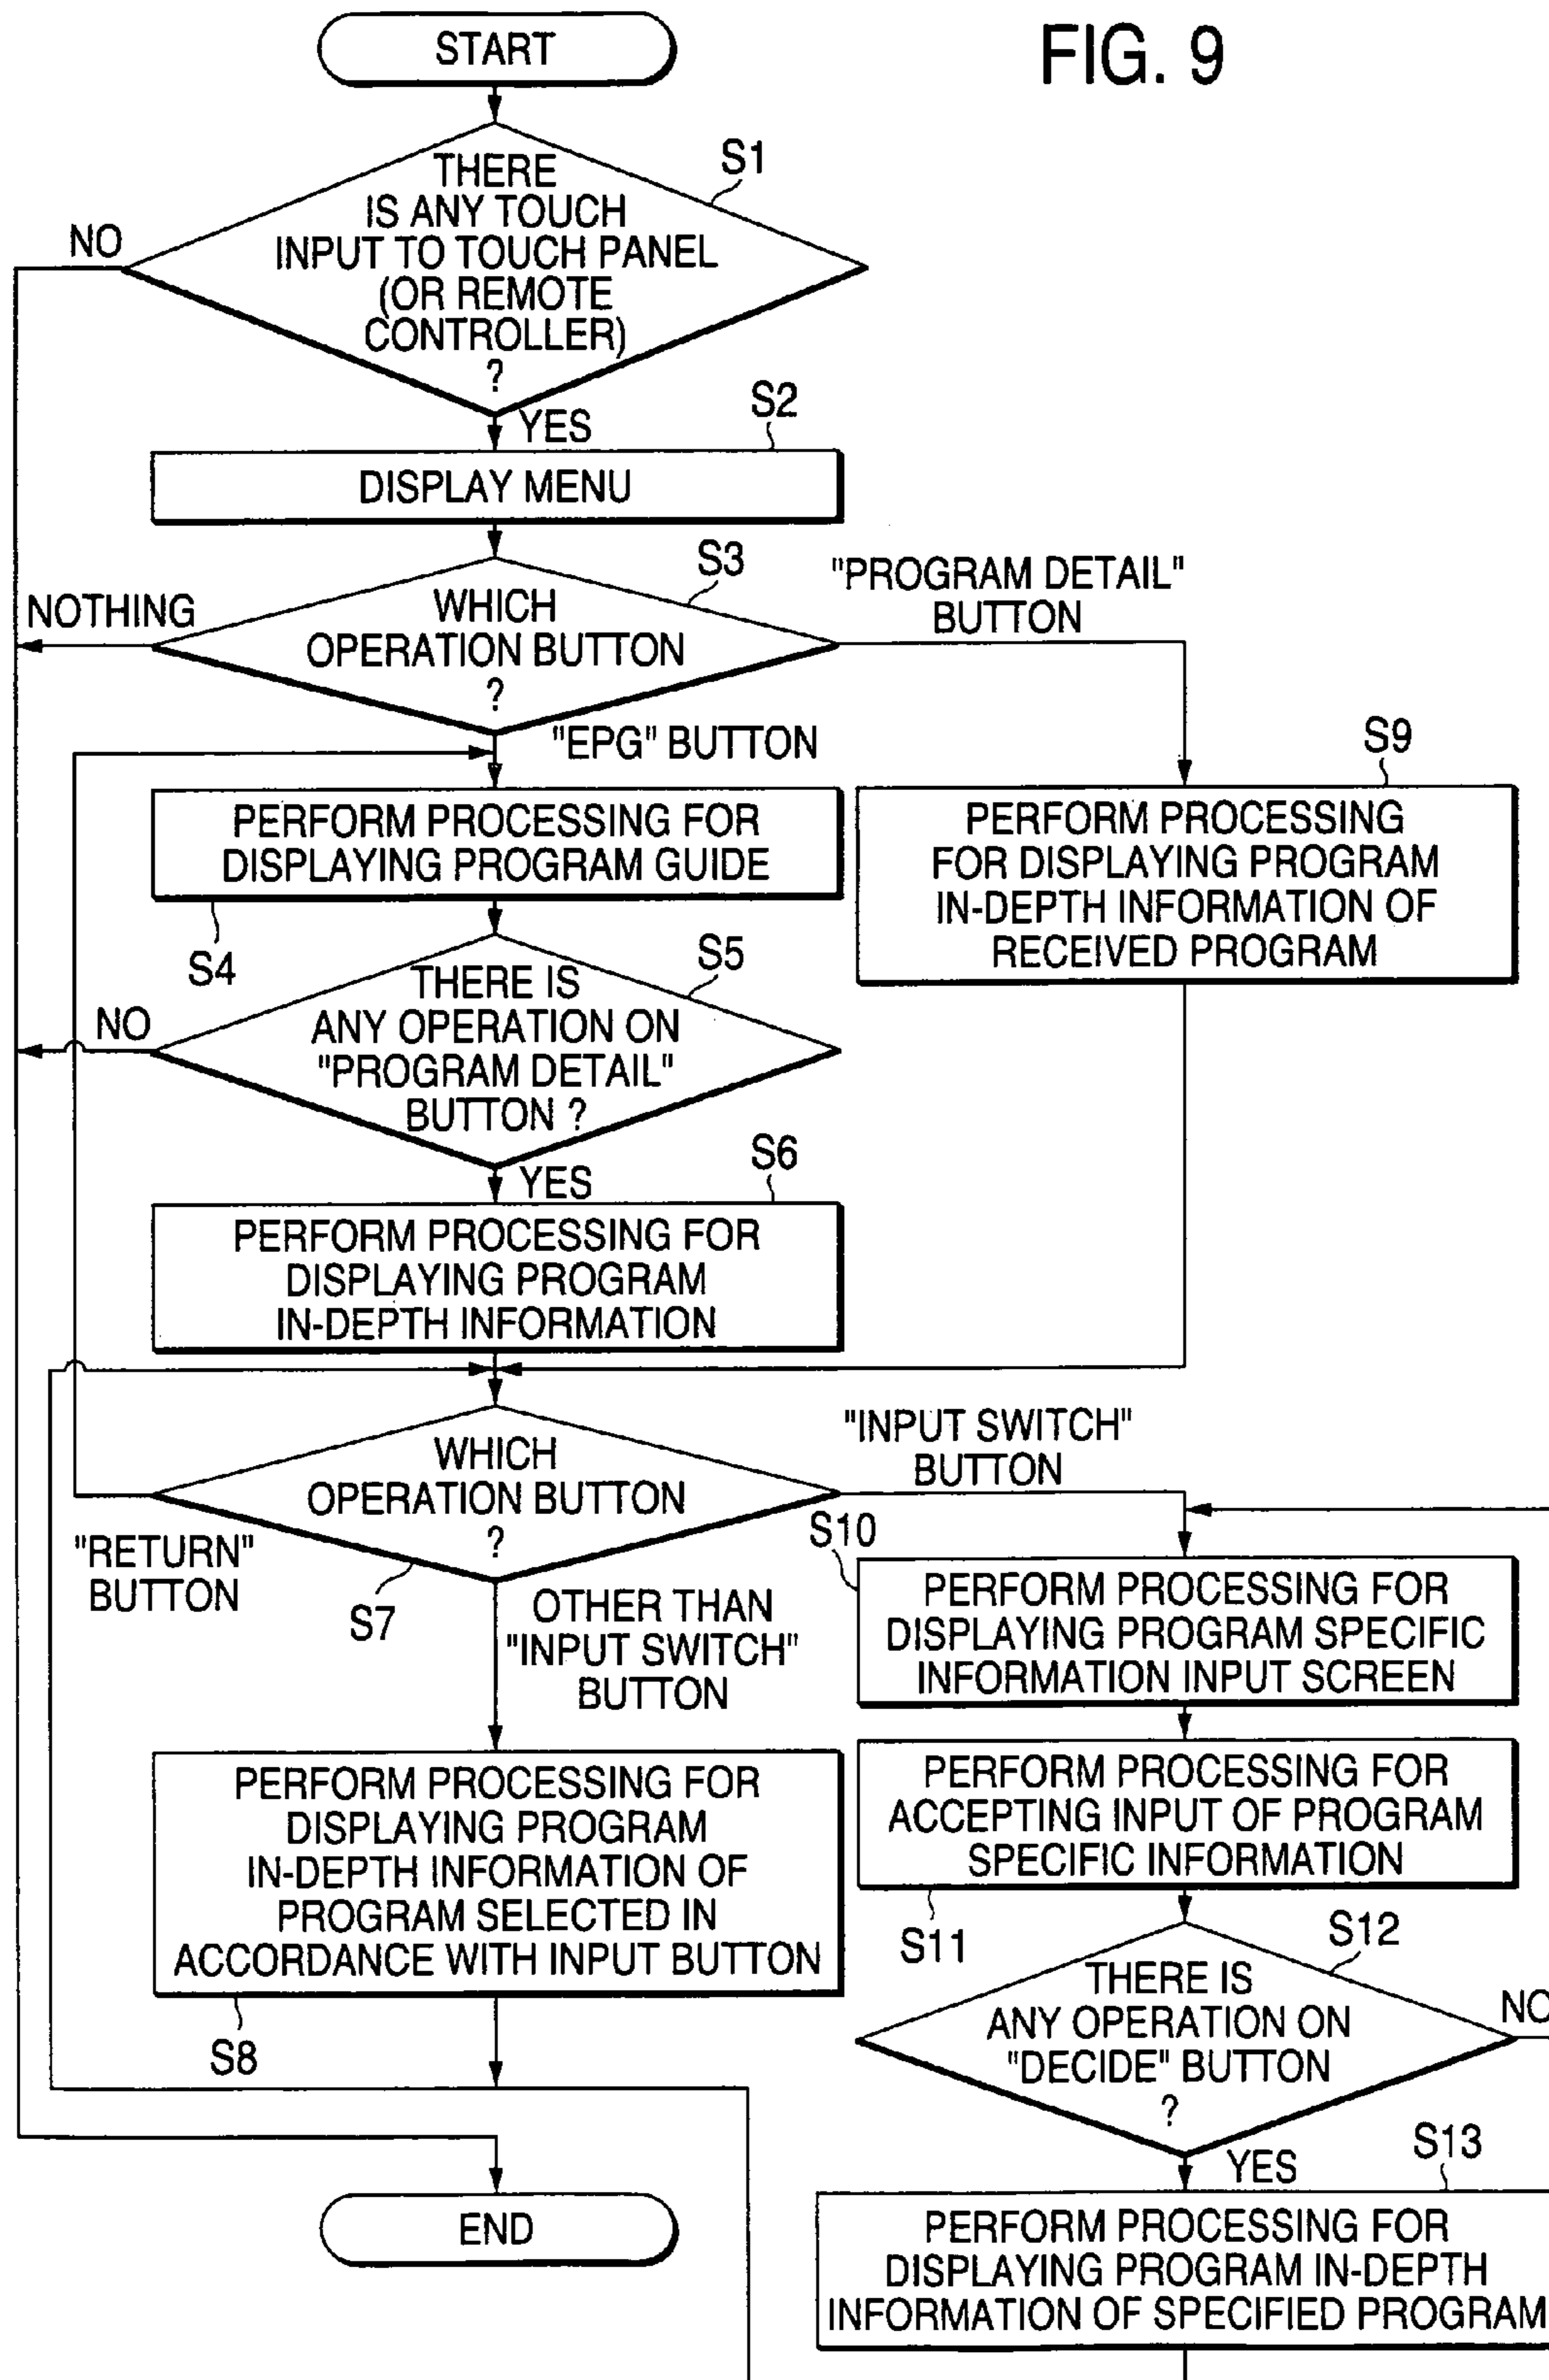 FIG. 9
START
S1
THERE
IS ANY TOUCH
INPUT TO TOUCH PANEL
(OR REMOTE
CONTROLLER)
?
NO
YES
S2
DISPLAY MENU
S3
WHICH
OPERATION BUTTON
?
NOTHING
"PROGRAM DETAIL"
BUTTON
"EPG" BUTTON
PERFORM PROCESSING FOR
DISPLAYING PROGRAM GUIDE
S4
S9
PERFORM PROCESSING
FOR DISPLAYING PROGRAM
IN-DEPTH INFORMATION OF
RECEIVED PROGRAM
S5
THERE IS
ANY OPERATION ON
"PROGRAM DETAIL"
BUTTON ?
NO
YES
S6
PERFORM PROCESSING FOR
DISPLAYING PROGRAM
IN-DEPTH INFORMATION
WHICH
OPERATION BUTTON
?
S7
"RETURN"
BUTTON
"INPUT SWITCH"
BUTTON
OTHER THAN
"INPUT SWITCH"
BUTTON
PERFORM PROCESSING FOR
DISPLAYING PROGRAM
IN-DEPTH INFORMATION OF
PROGRAM SELECTED IN
ACCORDANCE WITH INPUT BUTTON
S8
END
S10
PERFORM PROCESSING FOR
DISPLAYING PROGRAM SPECIFIC
INFORMATION INPUT SCREEN
PERFORM PROCESSING FOR
ACCEPTING INPUT OF PROGRAM
SPECIFIC INFORMATION
S11
S12
THERE IS
ANY OPERATION ON
"DECIDE" BUTTON
?
NO
YES
S13
PERFORM PROCESSING FOR
DISPLAYING PROGRAM IN-DEPTH
INFORMATION OF SPECIFIED PROGRAM